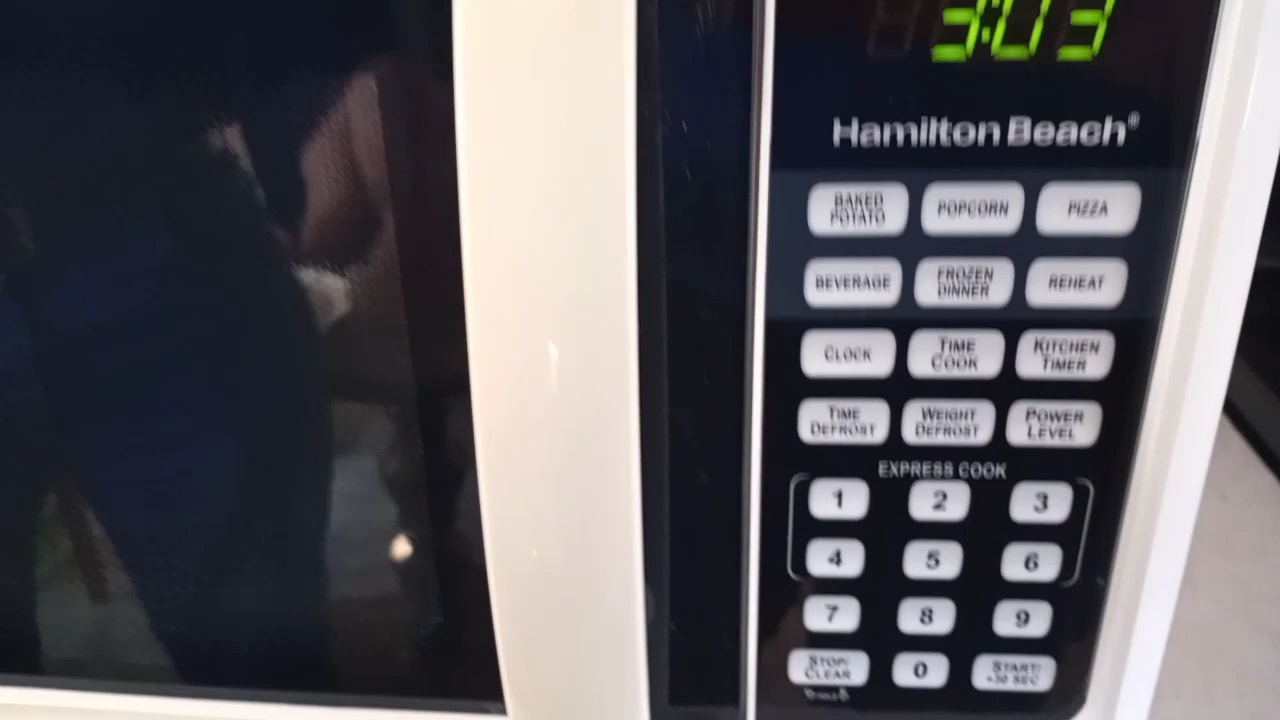 3:03
Hamilton Beach®
BAKED POTATO
POPCORN
PIZZA
BEVERAGE
FROZEN DINNER
REHEAT
CLOCK
TIME COOK
KITCHEN TIMER
TIME DEFROST
WEIGHT DEFROST
POWER LEVEL
EXPRESS COOK
1 2 3
4 5 6
7 8 9
STOP/ CLEAR
0
START/ +30 SEC